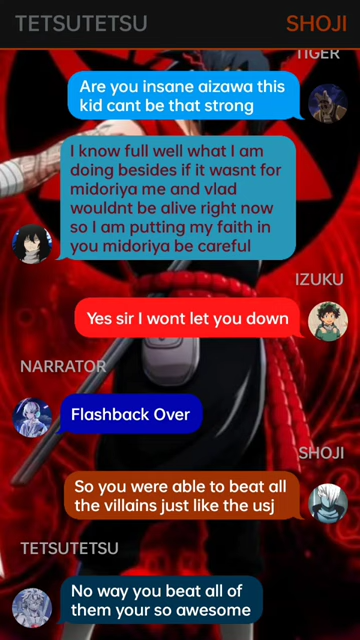 TETSUTETSU SHOJI
TIGER
Are you insane aizawa this
kid cant be that strong
I know full well what I am
doing besides if it wasnt for
midoriya me and vlad
wouldnt be alive right now
so I am putting my faith in
you midoriya be careful
IZUKU
Yes sir I wont let you down
NARRATOR
Flashback Over
SHOJI
So you were able to beat all
the villains just like the usj
TETSUTETSU
No way you beat all of
them your so awesome